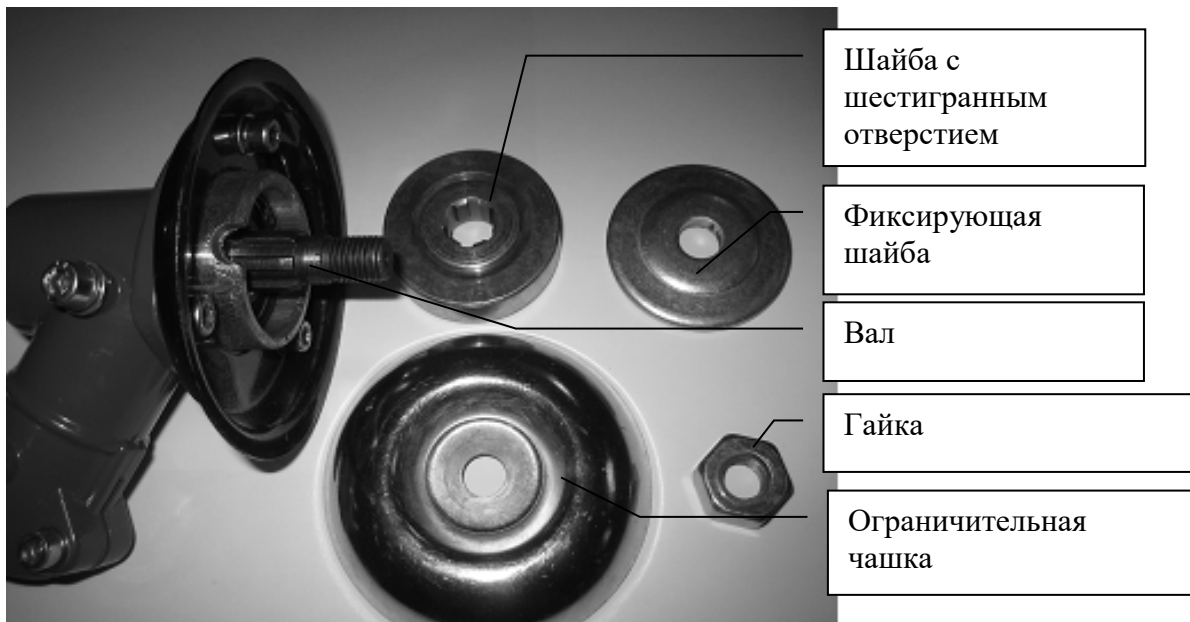 Шайба с
шестигранным
отверстием
Фиксирующая
шайба
Вал
Гайка
Ограничительная
чашка